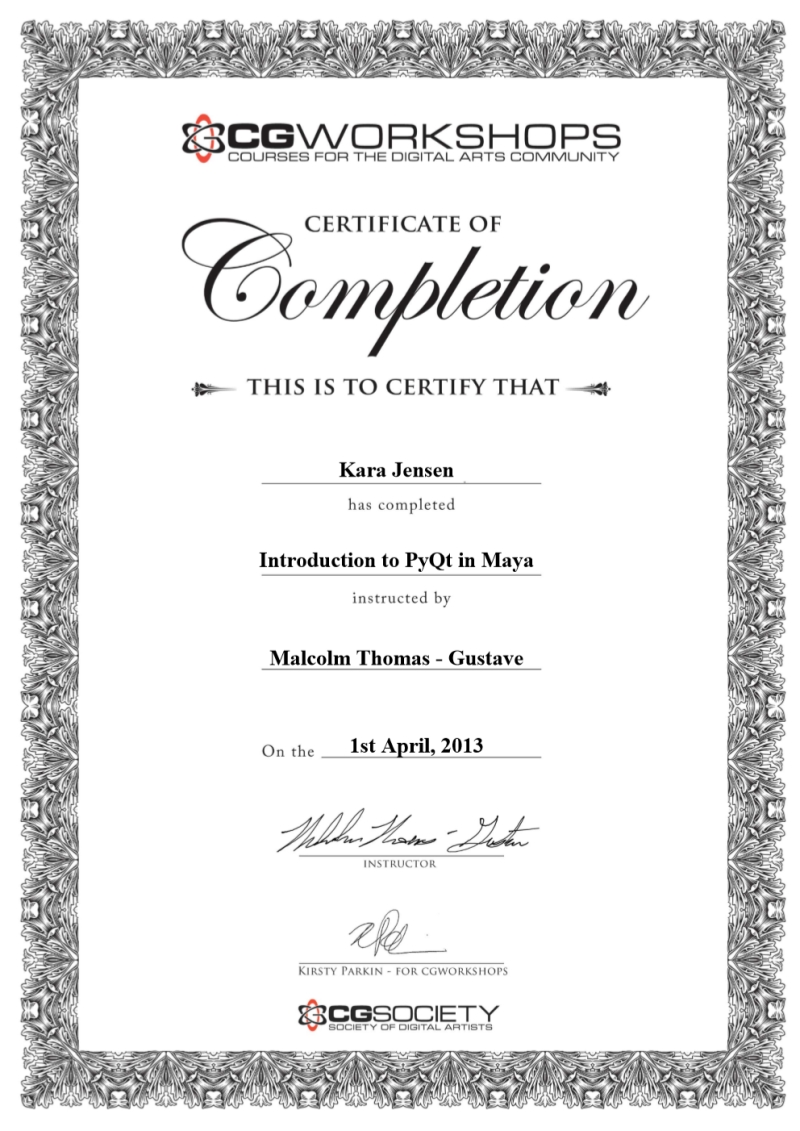 CGWORKSHOPS
COURSES FOR THE DIGITAL ARTS COMMUNITY
CERTIFICATE OF
Completion
THIS IS TO CERTIFY THAT
Kara Jensen
has completed
Introduction to PyQt in Maya
instructed by
Malcolm Thomas - Gustave
On the 1st April, 2013
Malcolm Thomas - Gustave
INSTRUCTOR
KIRSTY PARKIN - FOR CGWORKSHOPS
CGSOCIETY
SOCIETY OF DIGITAL ARTISTS